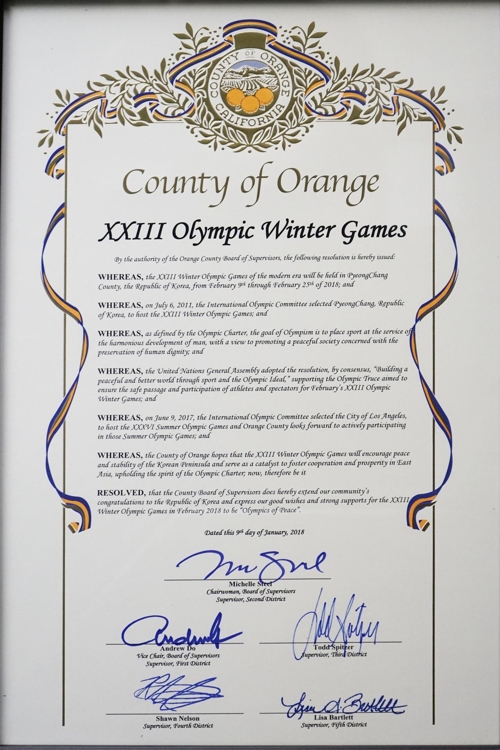 COUNTY OF ORANGE
CALIFORNIA
County of Orange
XXIII Olympic Winter Games
By the authority of the Orange County Board of Supervisors, the following resolution is hereby issued:
WHEREAS, the XXIII Winter Olympic Games of the modern era will be held in PyeongChang
County, the Republic of Korea, from February 9th through February 25th of 2018; and
WHEREAS, on July 6, 2011, the International Olympic Committee selected PyeongChang, Republic
of Korea, to host the XXIII Winter Olympic Games; and
WHEREAS, as defined by the Olympic Charter, the goal of Olympism is to place sport at the service of
the harmonious development of man, with a view to promoting a peaceful society concerned with the
preservation of human dignity; and
WHEREAS, the United Nations General Assembly adopted the resolution, by consensus, “Building a
peaceful and better world through sport and the Olympic Ideal,” supporting the Olympic Truce aimed to
ensure the safe passage and participation of athletes and spectators for February’s XXIII Olympic
Winter Games; and
WHEREAS, on June 9, 2017, the International Olympic Committee selected the City of Los Angeles,
to host the XXXVI Summer Olympic Games and Orange County looks forward to actively participating
in those Summer Olympic Games; and
WHEREAS, the County of Orange hopes that the XXIII Winter Olympic Games will encourage peace
and stability of the Korean Peninsula and serve as a catalyst to foster cooperation and prosperity in East
Asia, upholding the spirit of the Olympic Charter; now, therefore be it
RESOLVED, that the County Board of Supervisors does hereby extend our community’s
congratulations to the Republic of Korea and express our good wishes and strong supports for the XXIII
Winter Olympic Games in February 2018 to be “Olympics of Peace”.
Dated this 9th day of January, 2018
Michelle Steel
Chairwoman, Board of Supervisors
Supervisor, Second District
Andrew Do
Vice Chair, Board of Supervisors
Supervisor, First District
Todd Spitzer
Supervisor, Third District
Shawn Nelson
Supervisor, Fourth District
Lisa A. Bartlett
Lisa Bartlett
Supervisor, Fifth District